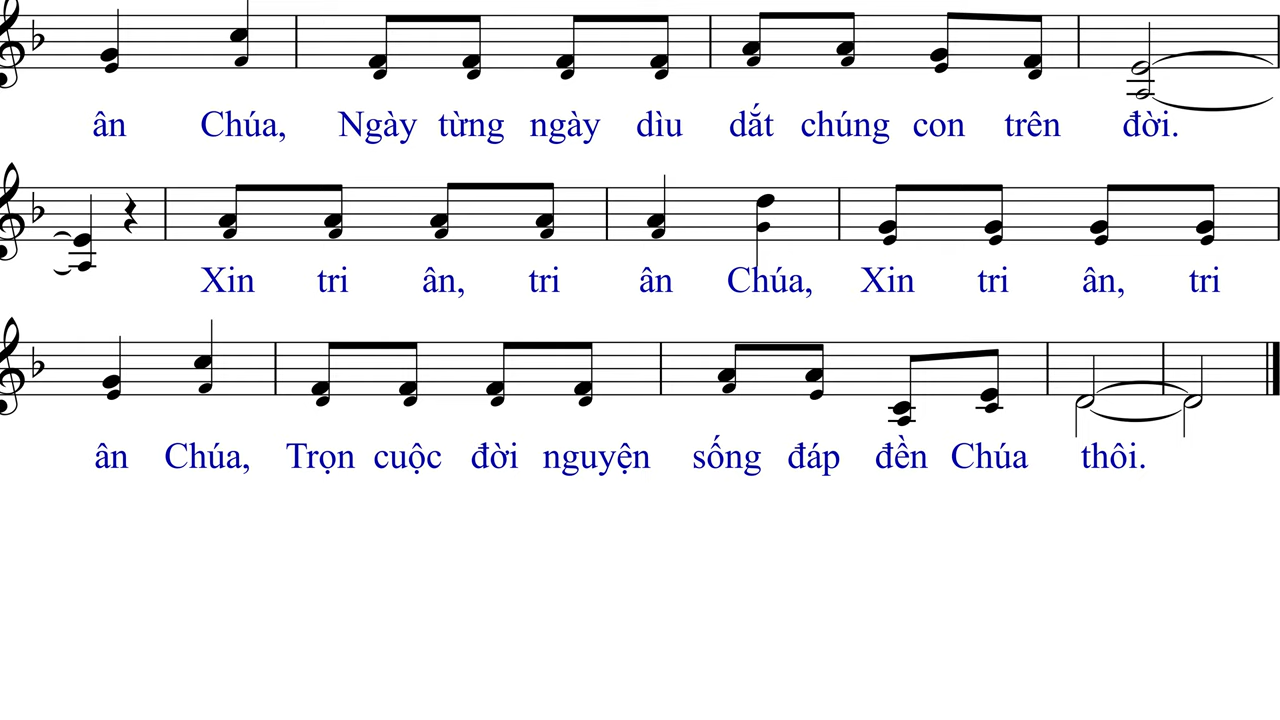 ân Chúa, Ngày từng ngày dìu dắt chúng con trên đời.
Xin tri ân, tri ân Chúa, Xin tri ân, tri
ân Chúa, Trọn cuộc đời nguyện sống đáp đền Chúa thôi.